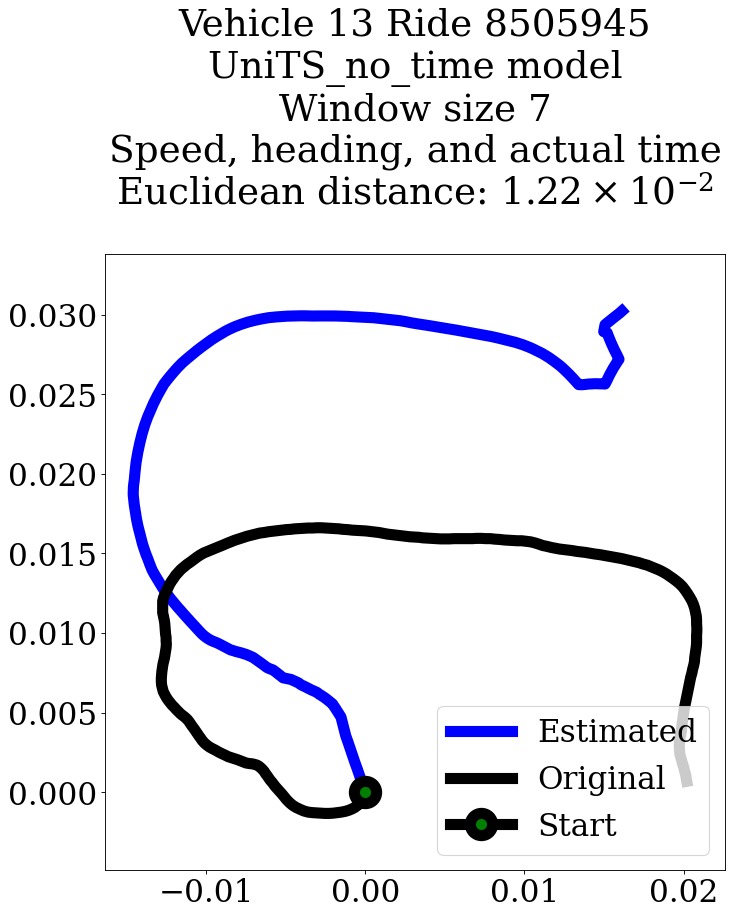 Vehicle 13 Ride 8505945
UniTS_no_time model
Window size 7
Speed, heading, and actual time
Euclidean distance: 1.22 × 10⁻²
0.030
0.025
0.020
0.015
0.010
0.005
0.000
Estimated
Original
Start
−0.01 0.00 0.01 0.02